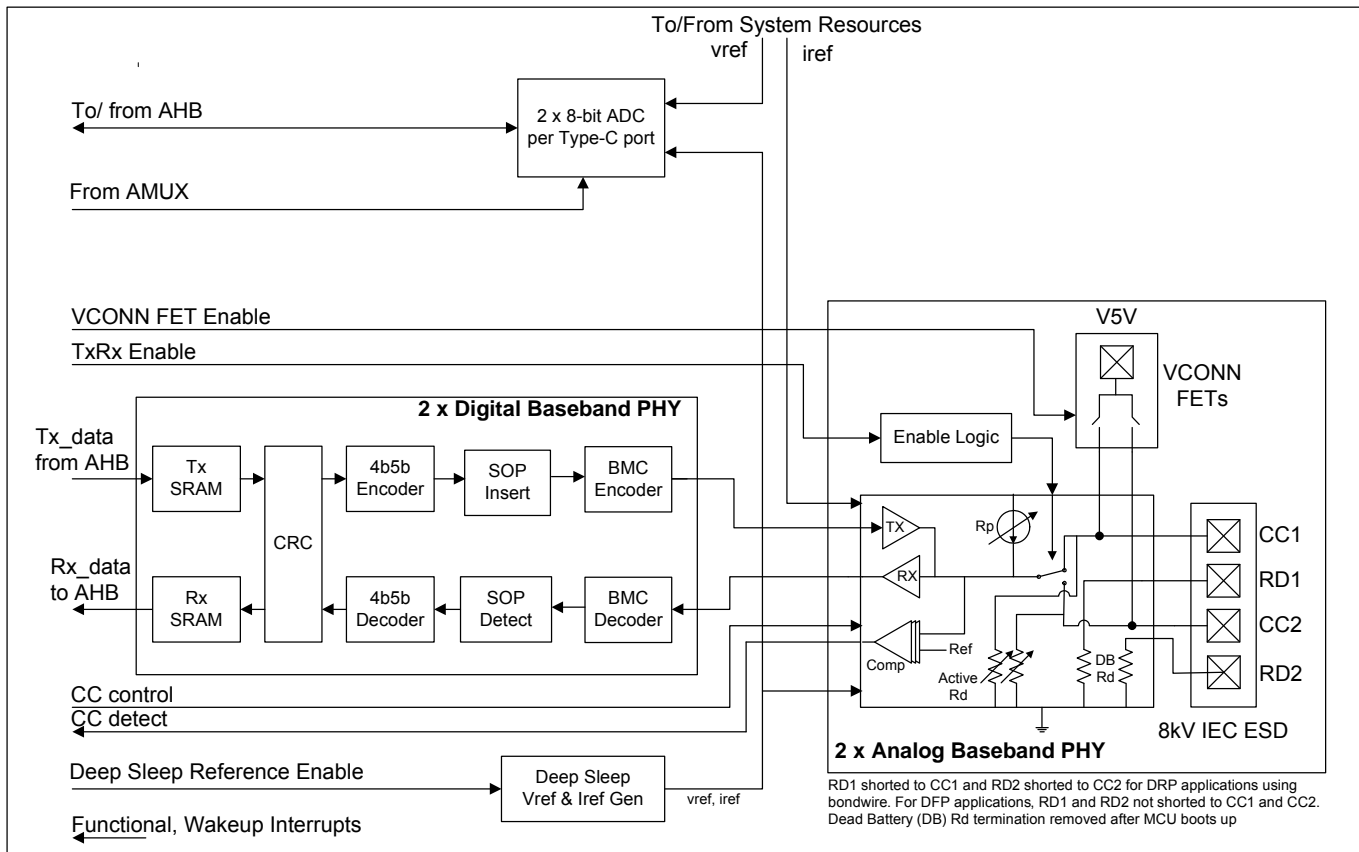 To/From System Resources
vref
iref
To/ from AHB
2 x 8-bit ADC
per Type-C port
From AMUX
VCONN FET Enable
TxRx Enable
V5V
VCONN
FETs
2 x Digital Baseband PHY
Enable Logic
Tx_data
from AHB
Tx
SRAM
CRC
4b5b
Encoder
SOP
Insert
BMC
Encoder
TX
Rp
CC1
Rx_data
to AHB
Rx
SRAM
4b5b
Decoder
SOP
Detect
BMC
Decoder
RX
RD1
CC2
Comp
Ref
Active
Rd
DB
Rd
RD2
CC control
CC detect
8kV IEC ESD
2 x Analog Baseband PHY
Deep Sleep Reference Enable
Deep Sleep
Vref & Iref Gen
vref, iref
RD1 shorted to CC1 and RD2 shorted to CC2 for DRP applications using
bondwire. For DFP applications, RD1 and RD2 not shorted to CC1 and CC2.
Dead Battery (DB) Rd termination removed after MCU boots up
Functional, Wakeup Interrupts